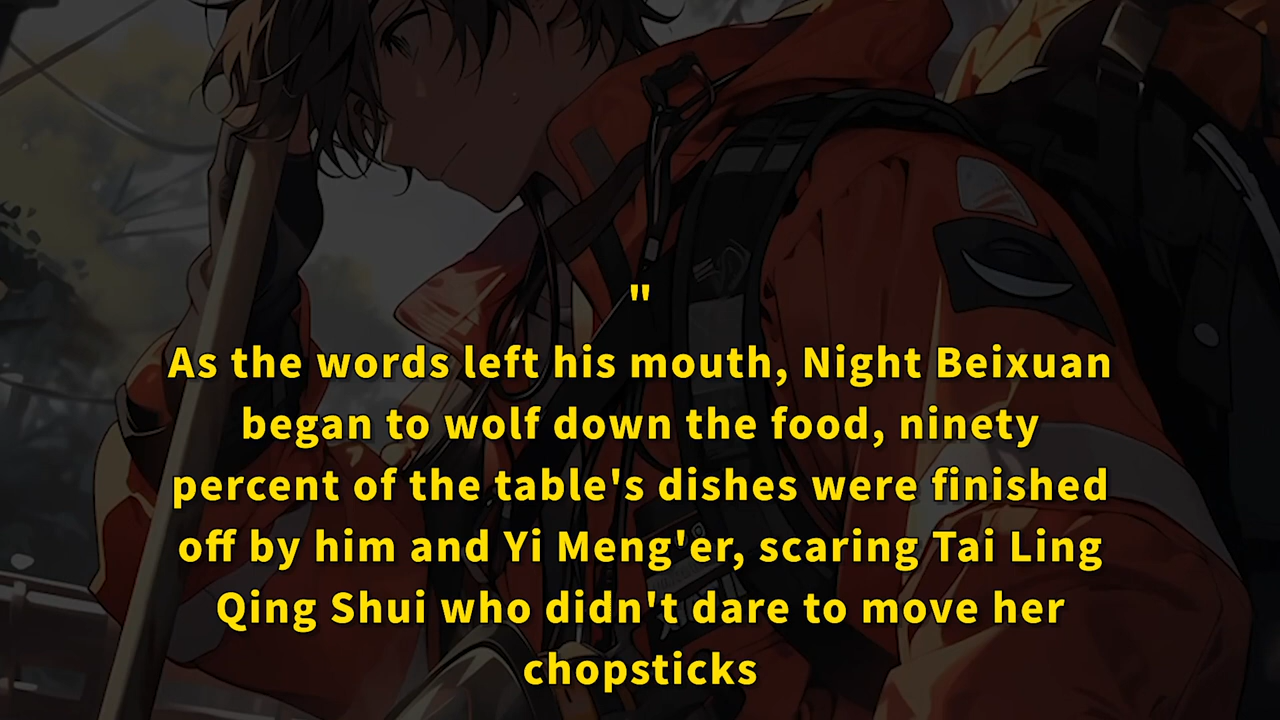 "
As the words left his mouth, Night Beixuan
began to wolf down the food, ninety
percent of the table's dishes were finished
off by him and Yi Meng'er, scaring Tai Ling
Qing Shui who didn't dare to move her
chopsticks